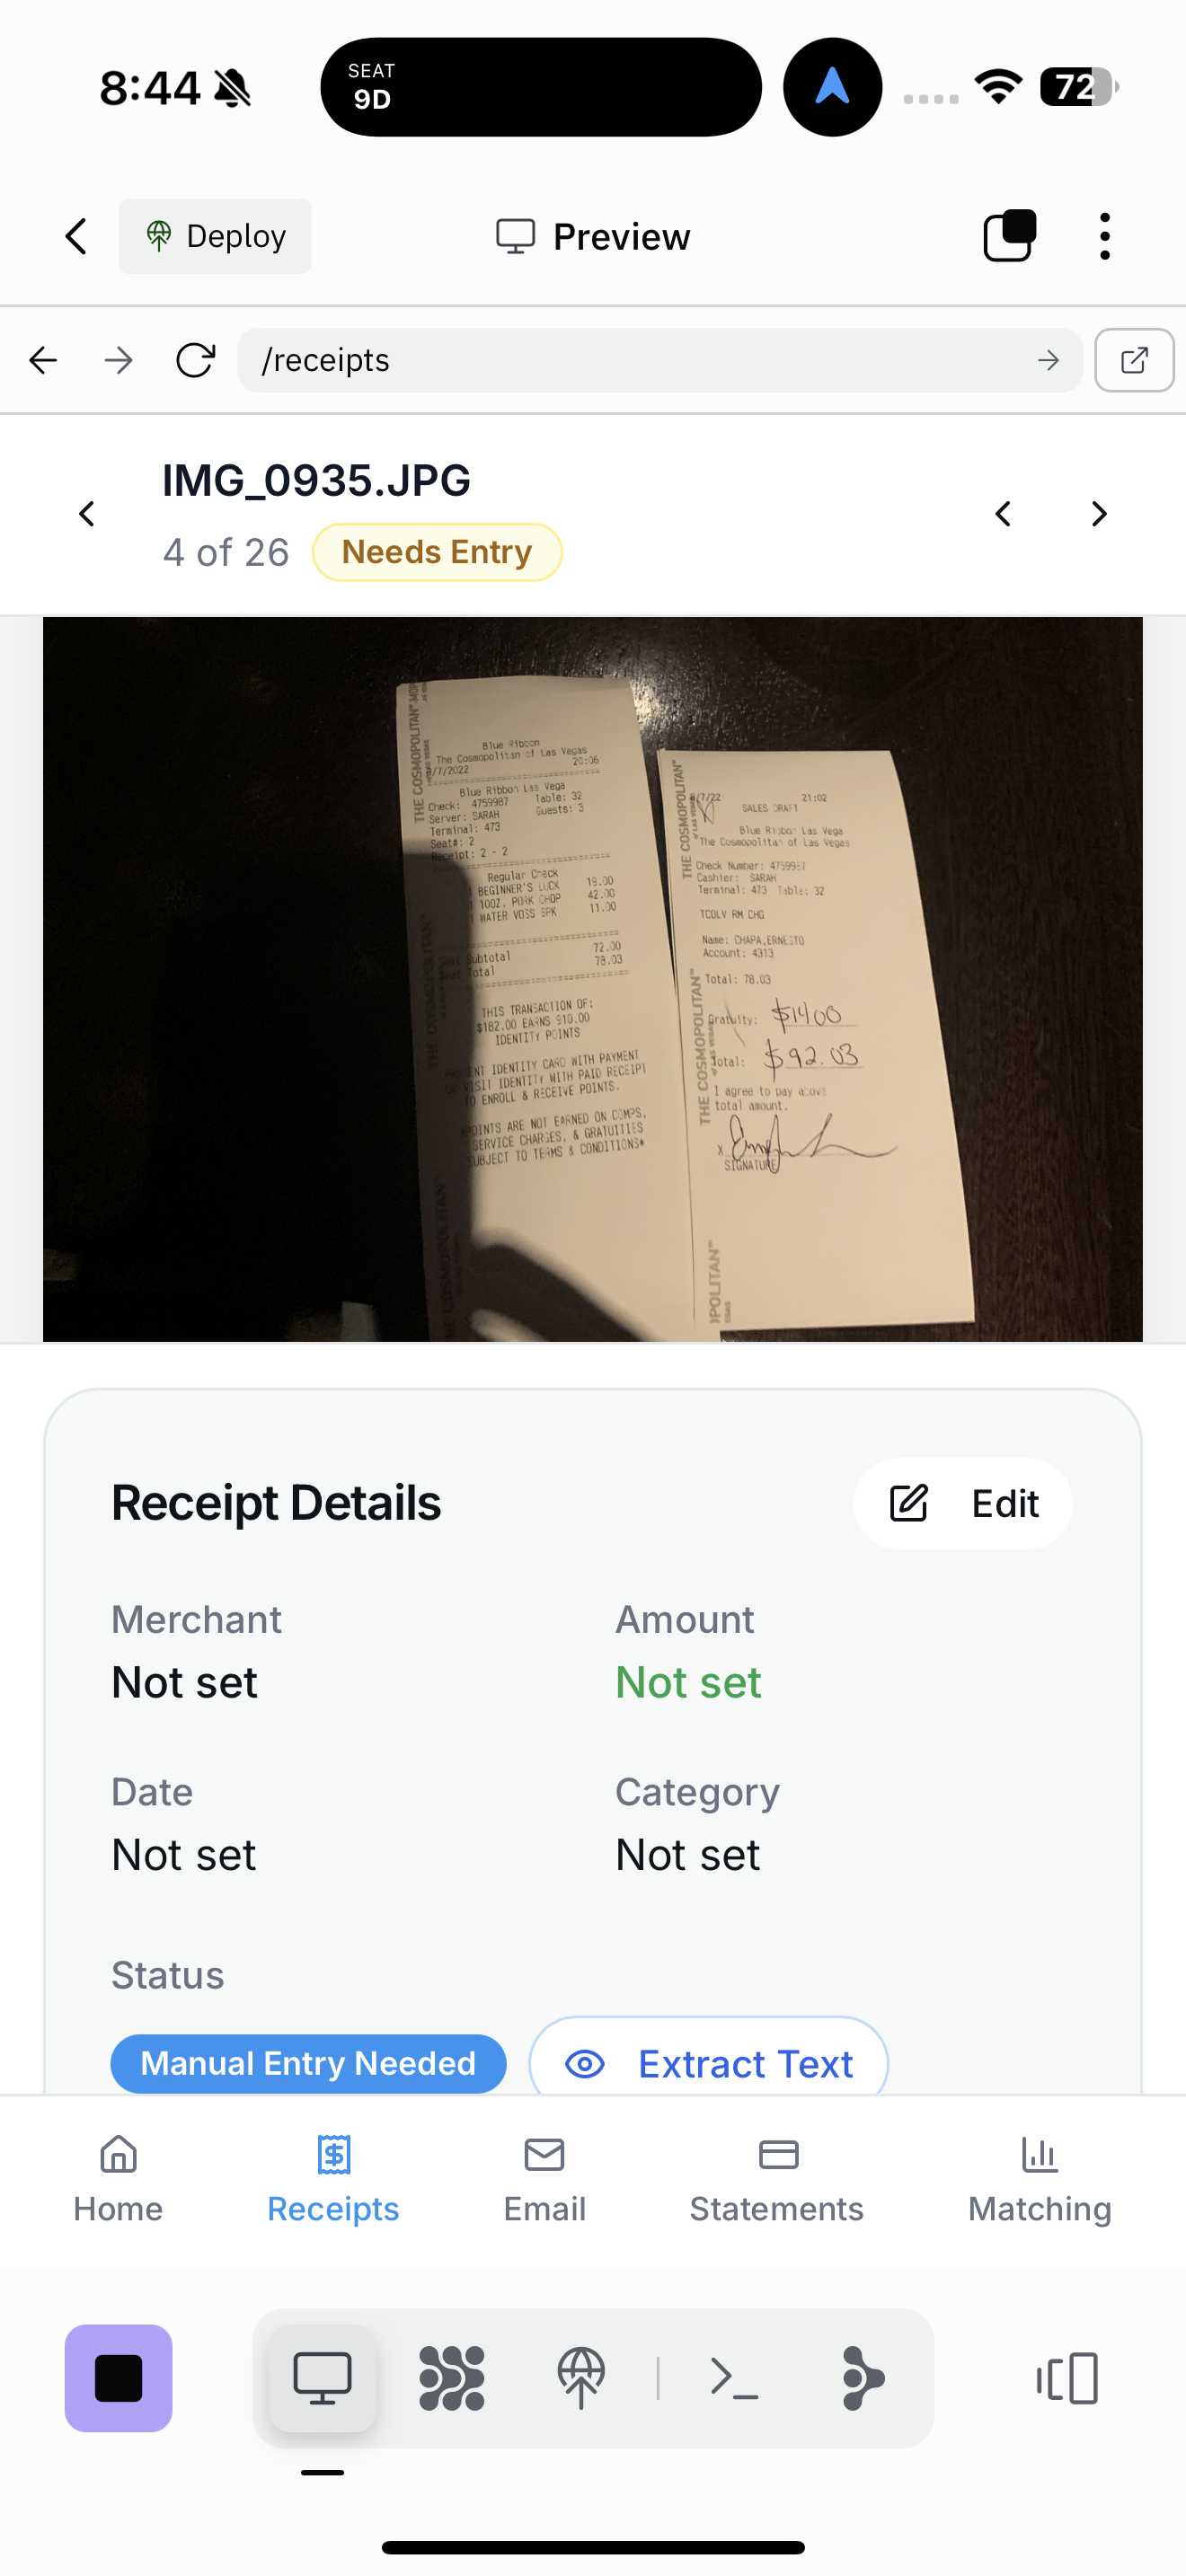 8:44
SEAT
9D
72
Deploy
Preview
/receipts
IMG_0935.JPG
4 of 26
Needs Entry
THE COSMOPOLITAN
Blue Ribbon
The Cosmopolitan of Las Vegas
8/7/2022 20:06
Blue Ribbon Las Vega
Check: 4759987 Table: 32
Server: SARAH Guests: 3
Terminal: 473
Seat#: 2
Receipt: 2 - 2
Regular Check
1 BEGINNER'S LUCK 19.00
1 10OZ. PORK CHOP 42.00
1 WATER VOSS SPK 11.00
Subtotal 72.00
Total 78.03
THIS TRANSACTION OF:
$182.00 EARNS 910.00
IDENTITY POINTS
IDENTITY CARD WITH PAYMENT
VISIT IDENTITY WITH PAID RECEIPT
TO ENROLL & RECEIVE POINTS.
*POINTS ARE NOT EARNED ON COMPS,
SERVICE CHARGES, & GRATUITIES
SUBJECT TO TERMS & CONDITIONS*
THE COSMOPOLITAN
8/7/22 21:02
SALES DRAFT
Blue Ribbon Las Vega
The Cosmopolitan of Las Vegas
Check Number: 4759987
Cashier: SARAH
Terminal: 473 Table: 32
TCOLV RM CHG
Name: CHAPA,ERNESTO
Account: 4313
Total: 78.03
Gratuity: $14.00
Total: $92.03
I agree to pay above
total amount.
X
SIGNATURE
THE COSMOPOLITAN
Receipt Details
Edit
Merchant
Not set
Amount
Not set
Date
Not set
Category
Not set
Status
Manual Entry Needed
Extract Text
Home
Receipts
Email
Statements
Matching